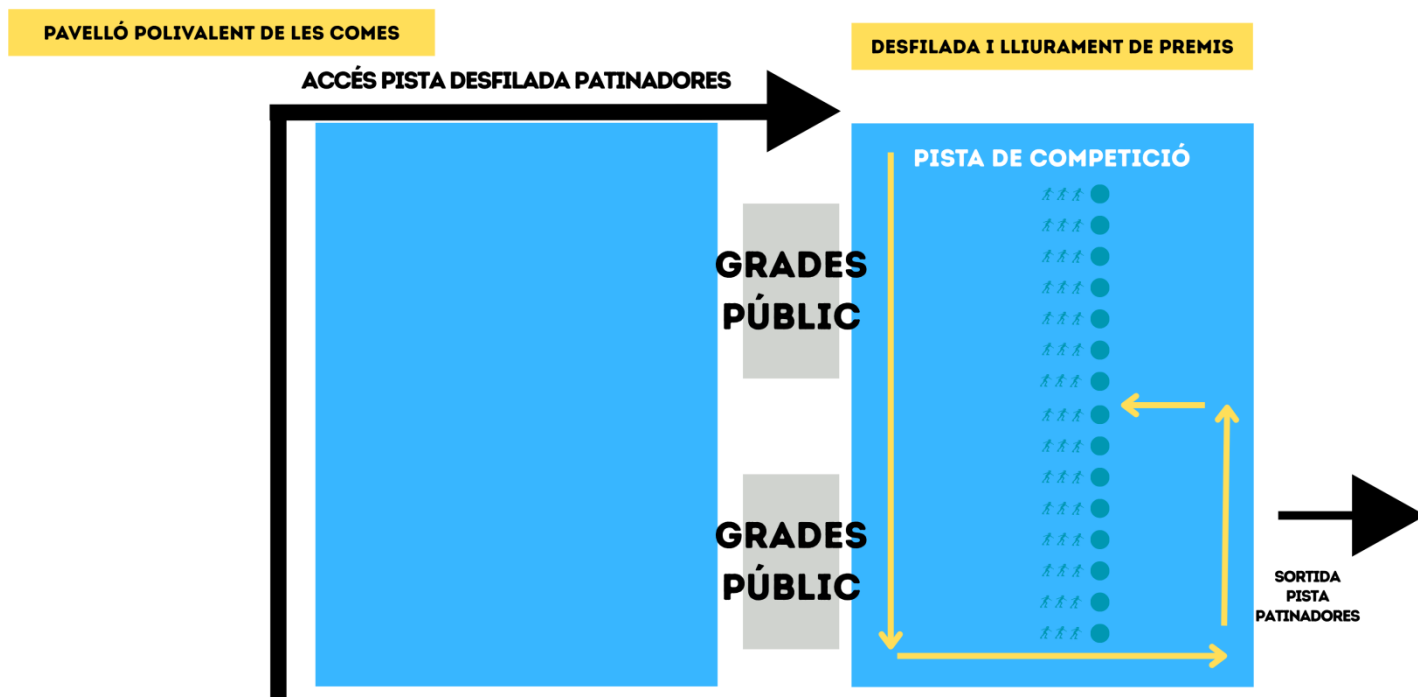 PAVELLÓ POLIVALENT DE LES COMES
DESFILADA I LLIURAMENT DE PREMIS
ACCÉS PISTA DESFILADA PATINADORES
PISTA DE COMPETICIÓ
GRADES
PÚBLIC
GRADES
PÚBLIC
SORTIDA
PISTA
PATINADORES